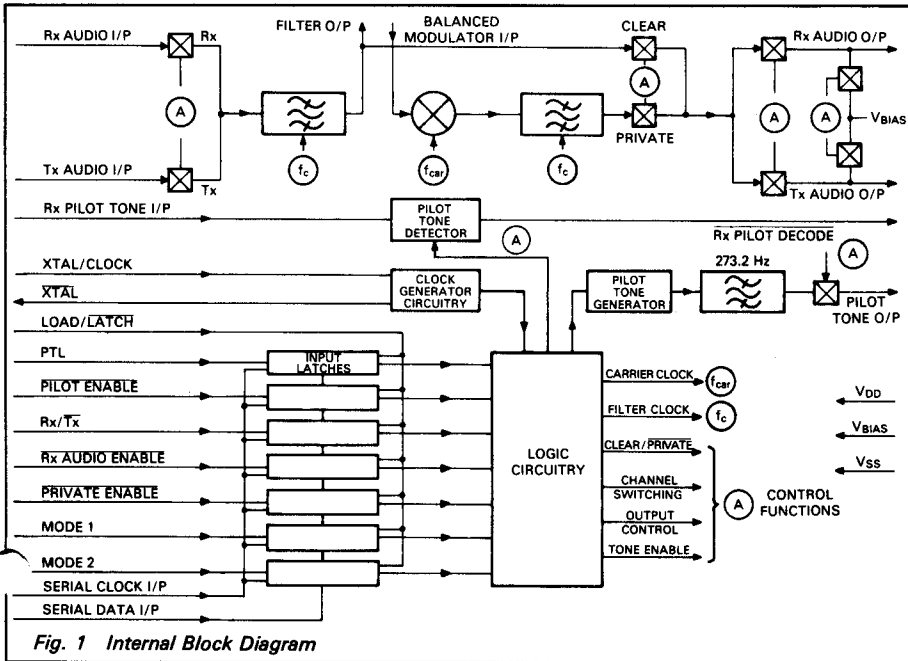 Rx AUDIO I/P
Rx
FILTER O/P
BALANCED
MODULATOR I/P
CLEAR
Rx AUDIO O/P
A
A
A
A
VBIAS
PRIVATE
fc
fcar
fc
Tx AUDIO I/P
Tx
Tx AUDIO O/P
Rx PILOT TONE I/P
PILOT
TONE
DETECTOR
A
Rx PILOT DECODE
A
XTAL/CLOCK
CLOCK
GENERATOR
CIRCUITRY
273.2 Hz
PILOT
TONE
GENERATOR
XTAL
PILOT
TONE O/P
LOAD/LATCH
PTL
INPUT
LATCHES
PILOT ENABLE
Rx/Tx
Rx AUDIO ENABLE
PRIVATE ENABLE
MODE 1
MODE 2
SERIAL CLOCK I/P
SERIAL DATA I/P
LOGIC
CIRCUITRY
CARRIER CLOCK
fcar
FILTER CLOCK
fc
CLEAR/PRIVATE
CHANNEL
SWITCHING
OUTPUT
CONTROL
TONE ENABLE
A
CONTROL
FUNCTIONS
VDD
VBIAS
VSS
Fig. 1 Internal Block Diagram